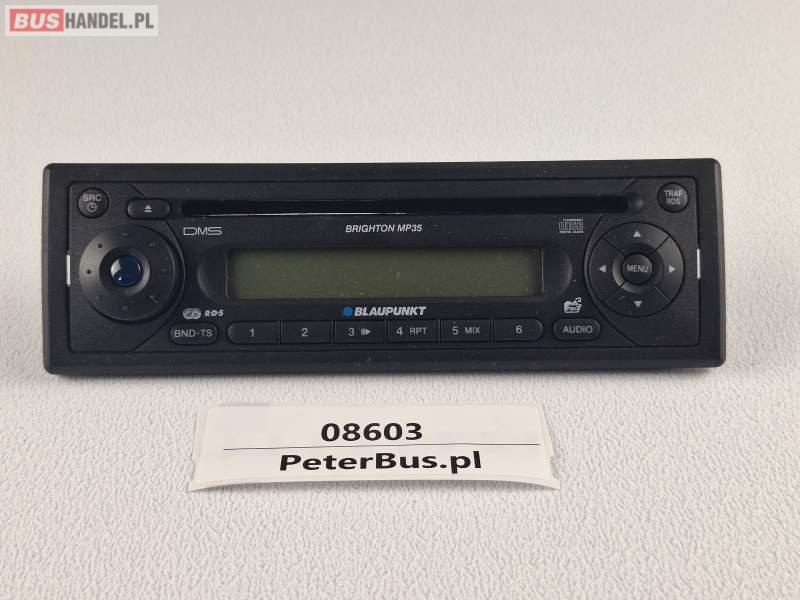 BUSHANDEL.PL
SRC
TRAF
RDS
DMS
BRIGHTON MP35
disc
MENU
R·D·S
BLAUPUNKT
BND·TS
1
2
3
4 RPT
5 MIX
6
AUDIO
08603
PeterBus.pl